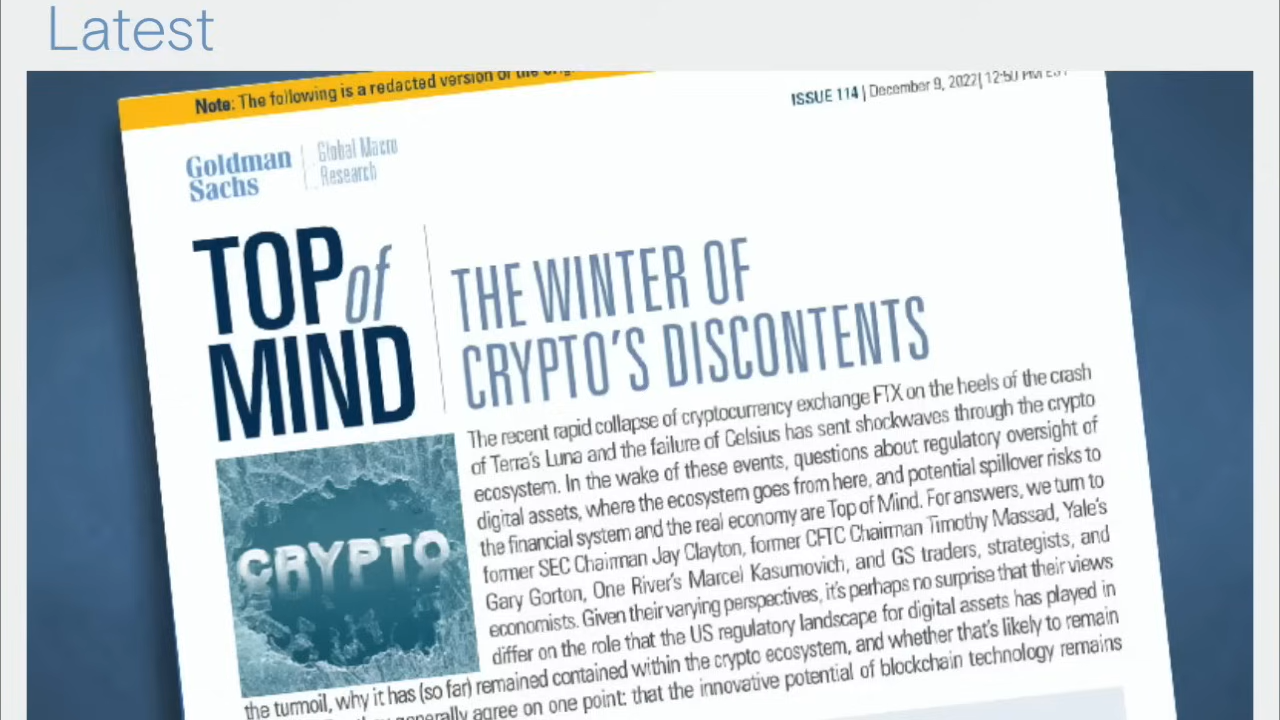 Latest
Note: The following is a redacted version of the
ISSUE 114 | December 9, 2022 | 12:50 PM EST
Goldman
Sachs
Global Macro
Research
TOP of
MIND
THE WINTER OF
CRYPTO'S DISCONTENTS
CRYPTO
The recent rapid collapse of cryptocurrency exchange FTX on the heels of the crash
of Terra's Luna and the failure of Celsius has sent shockwaves through the crypto
ecosystem. In the wake of these events, questions about regulatory oversight of
digital assets, where the ecosystem goes from here, and potential spillover risks to
the financial system and the real economy are Top of Mind. For answers, we turn to
former SEC Chairman Jay Clayton, former CFTC Chairman Timothy Massad, Yale's
Gary Gorton, One River's Marcel Kasumovich, and GS traders, strategists, and
economists. Given their varying perspectives, it's perhaps no surprise that their views
differ on the role that the US regulatory landscape for digital assets has played in
the turmoil, why it has (so far) remained contained within the crypto ecosystem, and whether that's likely to remain
generally agree on one point: that the innovative potential of blockchain technology remains